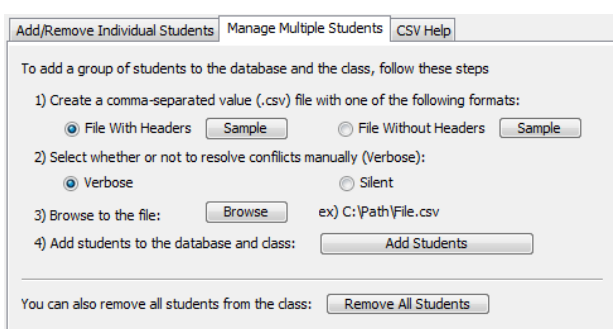 Add/Remove Individual Students Manage Multiple Students CSV Help
To add a group of students to the database and the class, follow these steps
1) Create a comma-separated value (.csv) file with one of the following formats:
File With Headers Sample File Without Headers Sample
2) Select whether or not to resolve conflicts manually (Verbose):
Verbose Silent
3) Browse to the file: Browse ex) C:\Path\File.csv
4) Add students to the database and class: Add Students
You can also remove all students from the class: Remove All Students